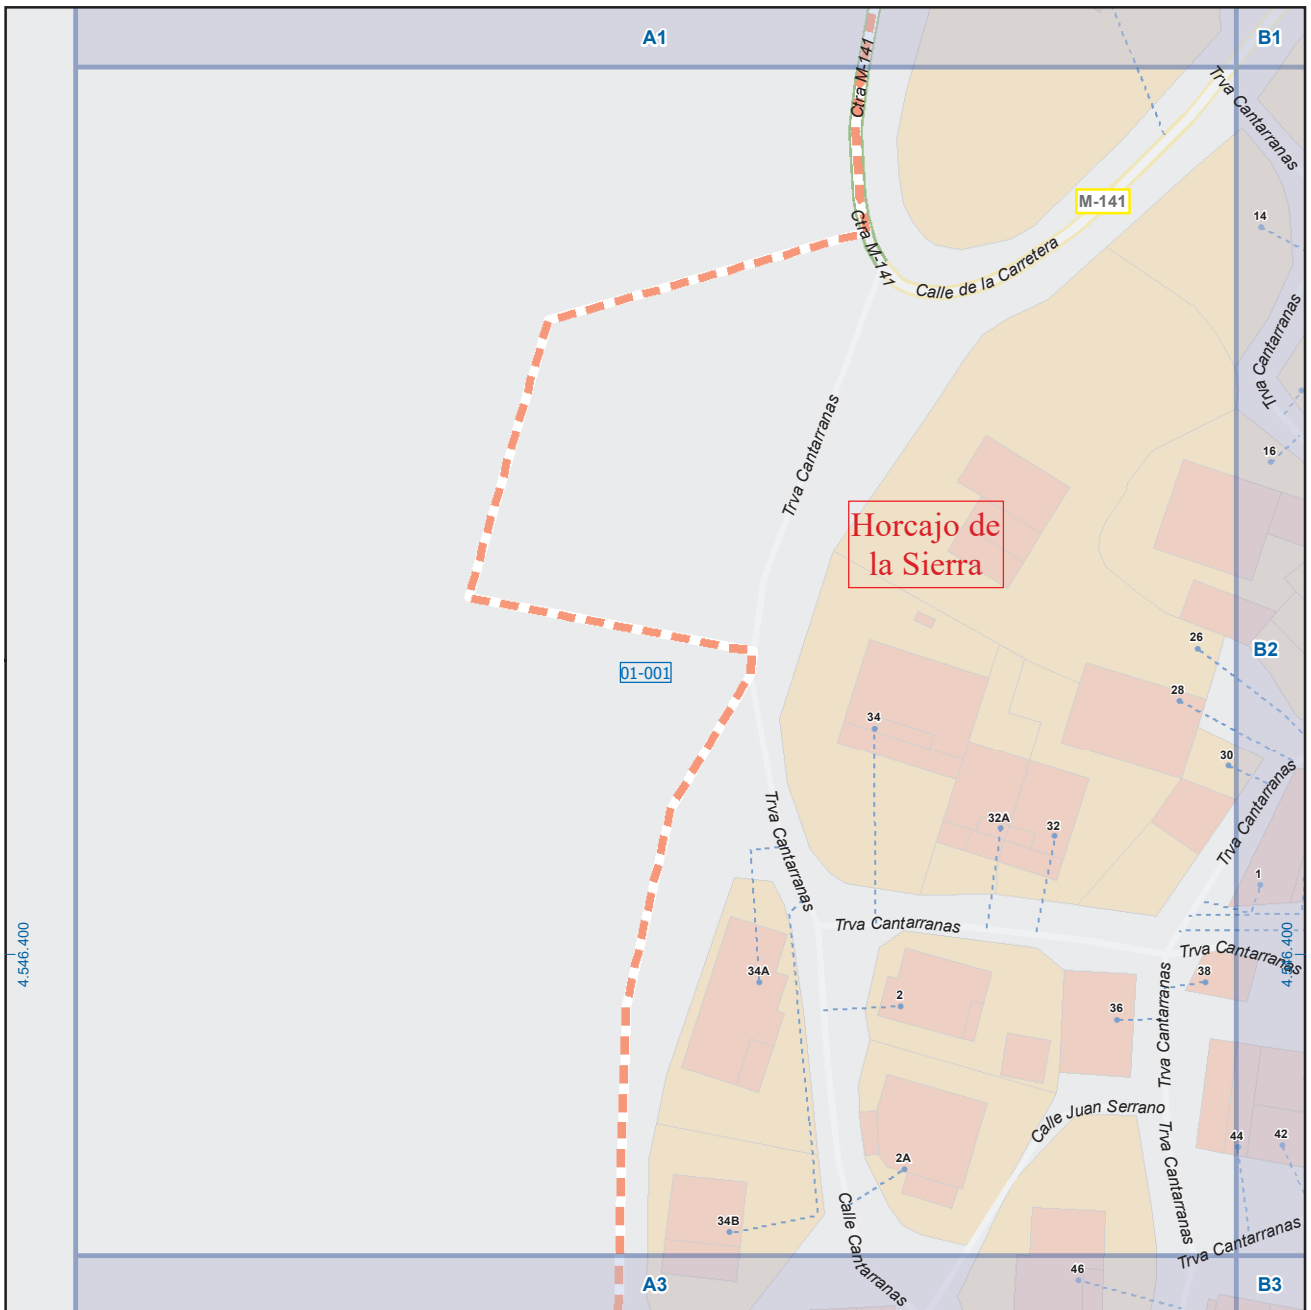 A1
B1
Ctra M-141
Trva Cantarranas
M-141
14
Ctra M-141
Calle de la Carretera
Trva Cantarranas
Trva
Trva Cantarranas
16
Horcajo de
la Sierra
26
B2
01-001
28
34
30
Trva Cantarranas
Trva Cantarranas
32A
32
1
Trva Cantarranas
4.546.400
Trva Cantarranas
4.546.400
34A
38
2
36
Trva Cantarranas
Calle Juan Serrano
Trva Cantarranas
44
42
2A
34B
Calle Cantarranas
Trva Cantarranas
46
A3
B3